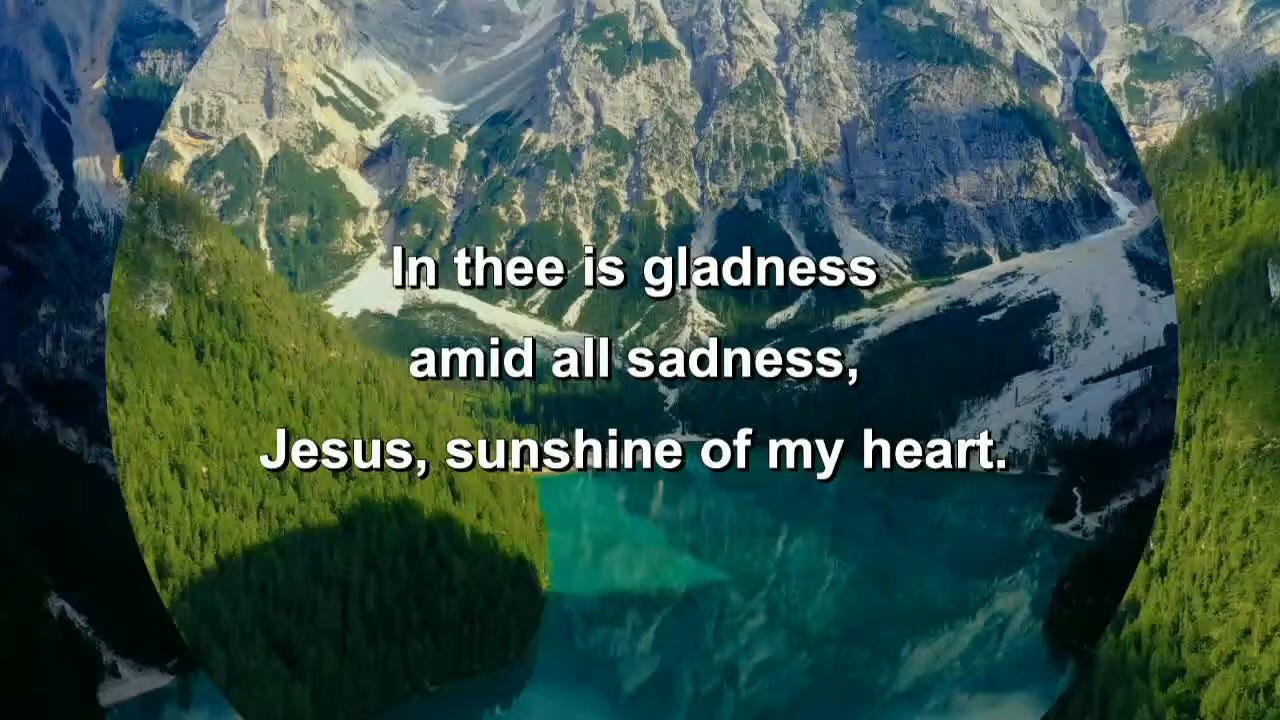 In thee is gladness
amid all sadness,
Jesus, sunshine of my heart.